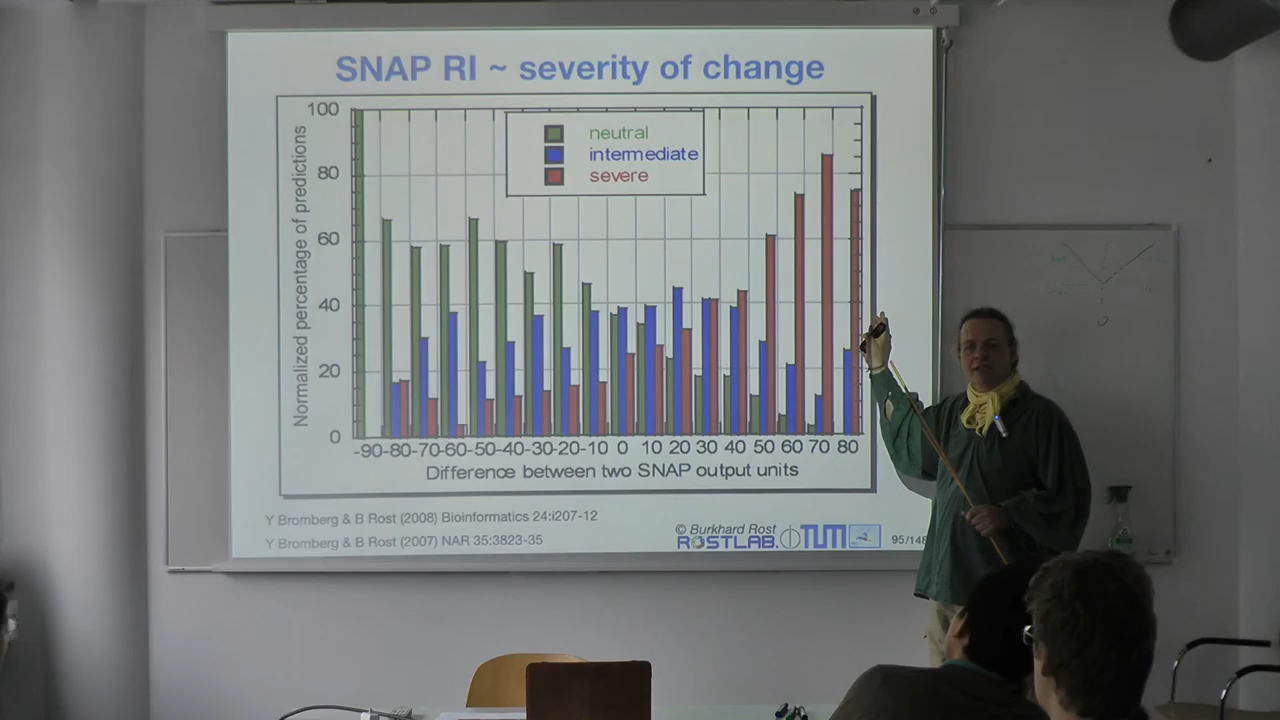 SNAP RI ~ severity of change
neutral
intermediate
severe
Normalized percentage of predictions
100
80
60
40
20
0
-90-80-70-60-50-40-30-20-10 0 10 20 30 40 50 60 70 80
Difference between two SNAP output units
Y Bromberg & B Rost (2008) Bioinformatics 24:i207-12
Y Bromberg & B Rost (2007) NAR 35:3823-35
© Burkhard Rost
ROSTLAB.
TUM
95/148